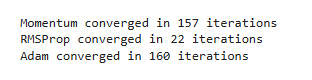 Momentum converged in 157 iterations
RMSProp converged in 22 iterations
Adam converged in 160 iterations